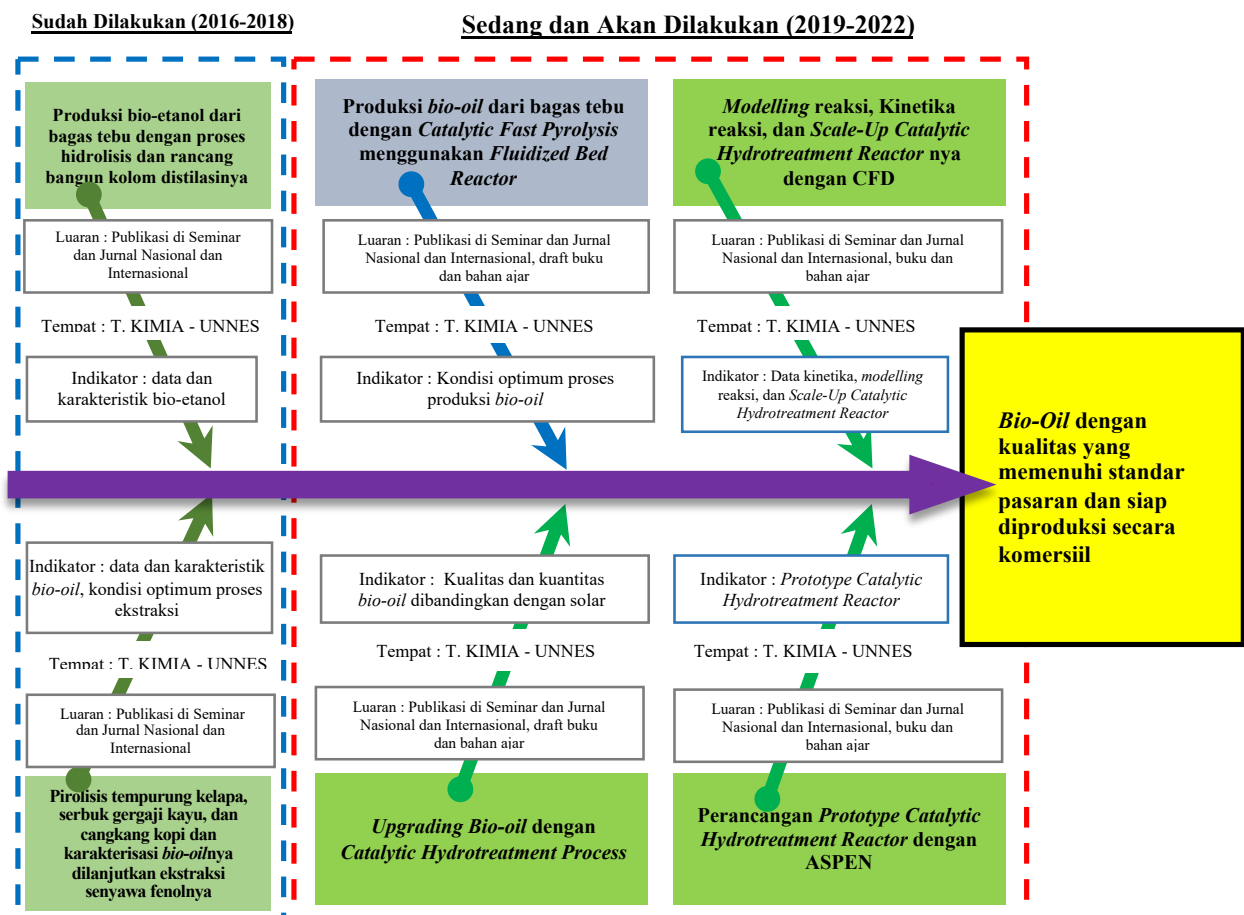 Sudah Dilakukan (2016-2018)
Sedang dan Akan Dilakukan (2019-2022)
Produksi bio-etanol dari
bagas tebu dengan proses
hidrolisis dan rancang
bangun kolom distilasinya
Luaran : Publikasi di Seminar
dan Jurnal Nasional dan
Internasional
Tempat : T. KIMIA - UNNES
Indikator : data dan
karakteristik bio-etanol
Indikator : data dan karakteristik
bio-oil, kondisi optimum proses
ekstraksi
Tempat : T. KIMIA - UNNES
Luaran : Publikasi di Seminar
dan Jurnal Nasional dan
Internasional
Pirolisis tempurung kelapa,
serbuk gergaji kayu, dan
cangkang kopi dan
karakterisasi bio-oilnya
dilanjutkan ekstraksi
senyawa fenolnya
Produksi bio-oil dari bagas tebu
dengan Catalytic Fast Pyrolysis
menggunakan Fluidized Bed
Reactor
Luaran : Publikasi di Seminar dan Jurnal
Nasional dan Internasional, draft buku
dan bahan ajar
Tempat : T. KIMIA - UNNES
Indikator : Kondisi optimum proses
produksi bio-oil
Indikator : Kualitas dan kuantitas
bio-oil dibandingkan dengan solar
Tempat : T. KIMIA - UNNES
Luaran : Publikasi di Seminar dan Jurnal
Nasional dan Internasional, draft buku
dan bahan ajar
Upgrading Bio-oil dengan
Catalytic Hydrotreatment Process
Modelling reaksi, Kinetika
reaksi, dan Scale-Up Catalytic
Hydrotreatment Reactor nya
dengan CFD
Luaran : Publikasi di Seminar dan Jurnal
Nasional dan Internasional, buku dan
bahan ajar
Tempat : T. KIMIA - UNNES
Indikator : Data kinetika, modelling
reaksi, dan Scale-Up Catalytic
Hydrotreatment Reactor
Indikator : Prototype Catalytic
Hydrotreatment Reactor
Tempat : T. KIMIA - UNNES
Luaran : Publikasi di Seminar dan Jurnal
Nasional dan Internasional, buku dan
bahan ajar
Perancangan Prototype Catalytic
Hydrotreatment Reactor dengan
ASPEN
Bio-Oil dengan
kualitas yang
memenuhi standar
pasaran dan siap
diproduksi secara
komersiil